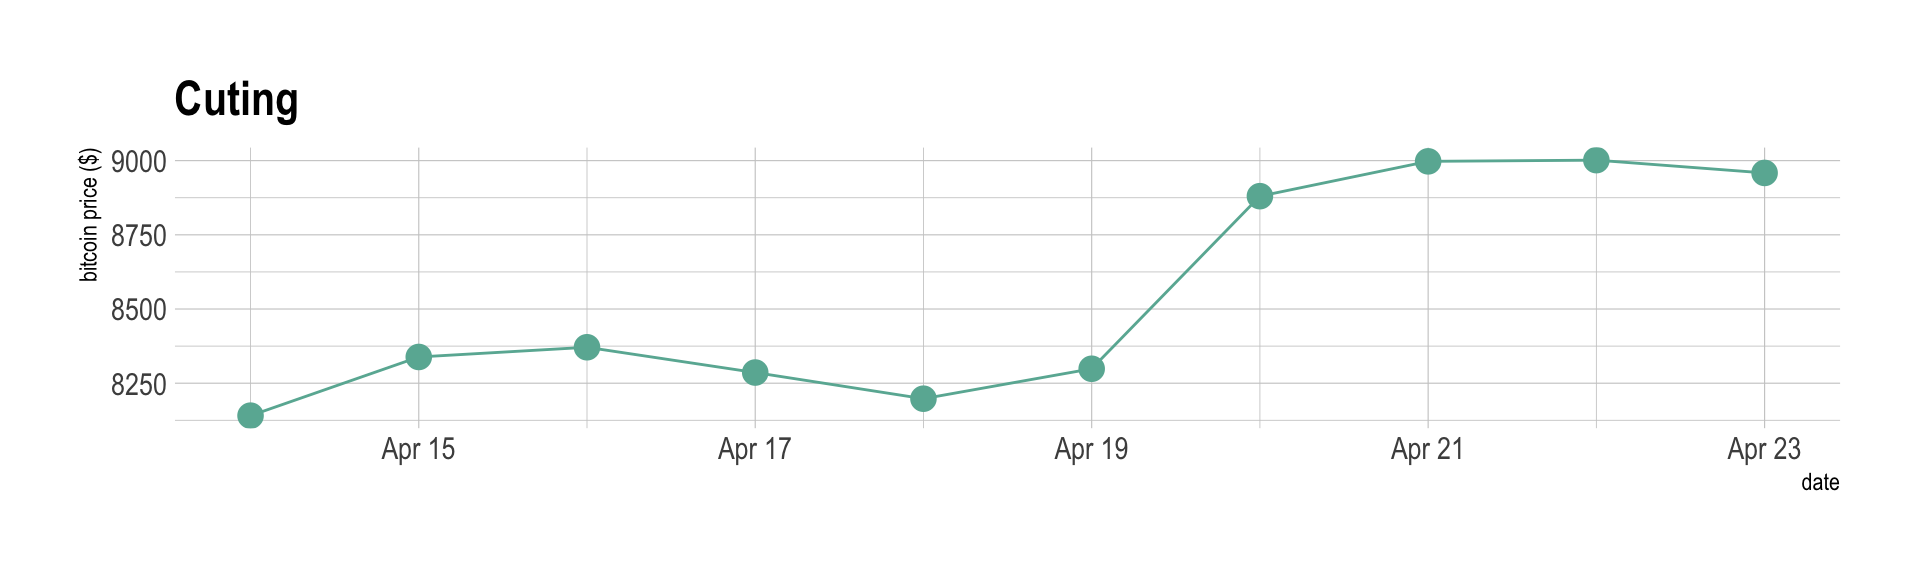 Cuting
bitcoin price ($)
9000
8750
8500
8250
Apr 15
Apr 17
Apr 19
Apr 21
Apr 23
date